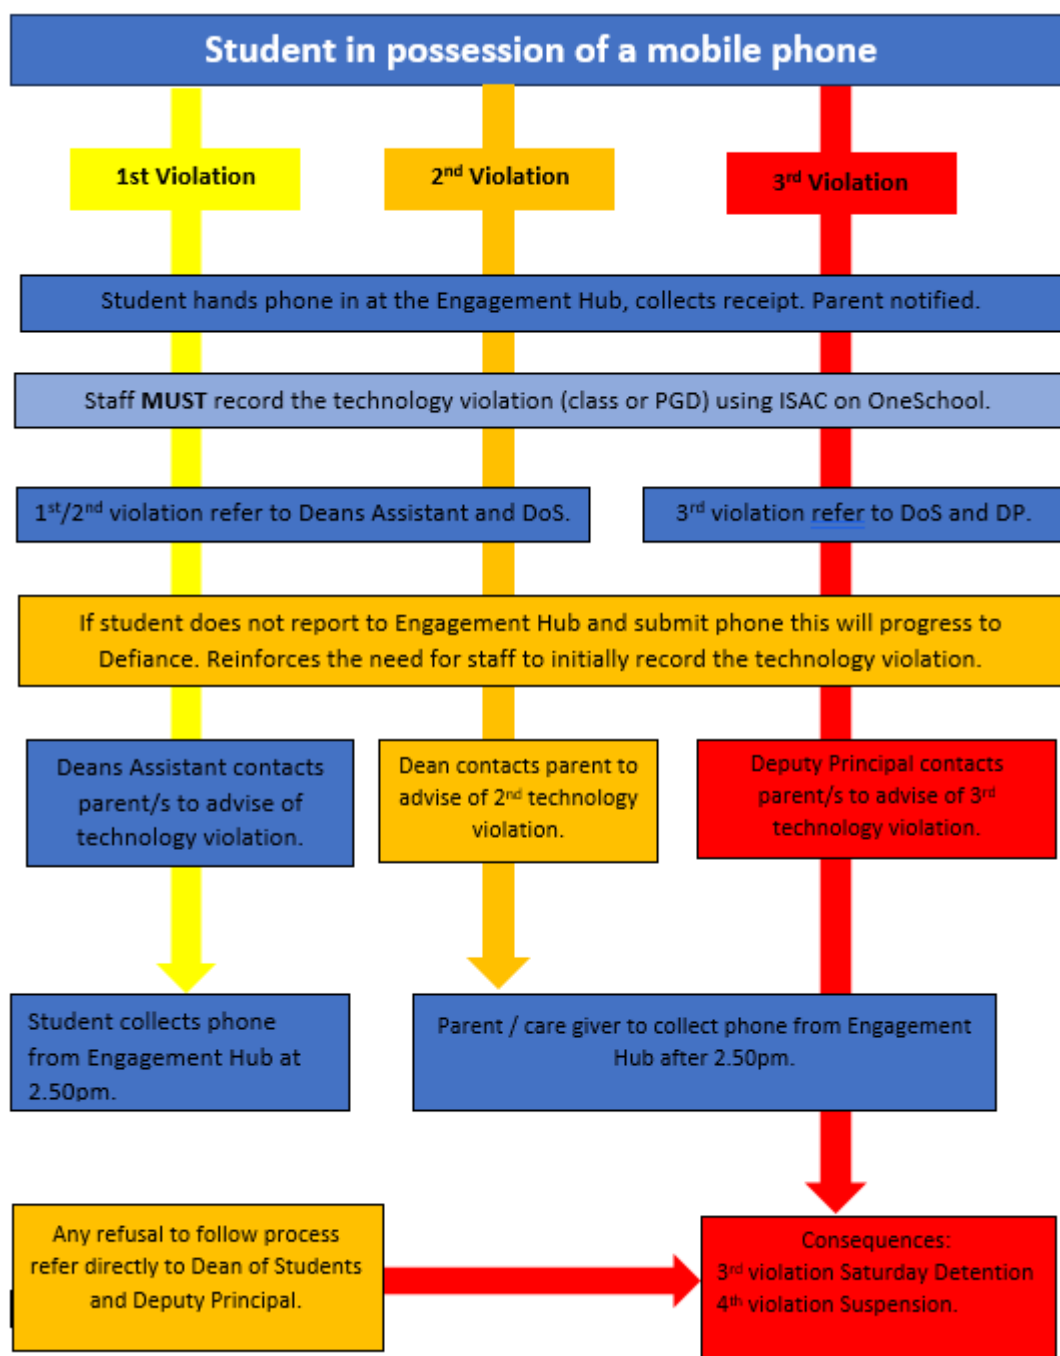 Student in possession of a mobile phone
1st Violation
2nd Violation
3rd Violation
Student hands phone in at the Engagement Hub, collects receipt. Parent notified.
Staff MUST record the technology violation (class or PGD) using ISAC on OneSchool.
1st/2nd violation refer to Deans Assistant and DoS.
3rd violation refer to DoS and DP.
If student does not report to Engagement Hub and submit phone this will progress to
Defiance. Reinforces the need for staff to initially record the technology violation.
Deans Assistant contacts
parent/s to advise of
technology violation.
Dean contacts parent to
advise of 2nd technology
violation.
Deputy Principal contacts
parent/s to advise of 3rd
technology violation.
Student collects phone
from Engagement Hub at
2.50pm.
Parent / care giver to collect phone from Engagement
Hub after 2.50pm.
Any refusal to follow process
refer directly to Dean of Students
and Deputy Principal.
Consequences:
3rd violation Saturday Detention
4th violation Suspension.